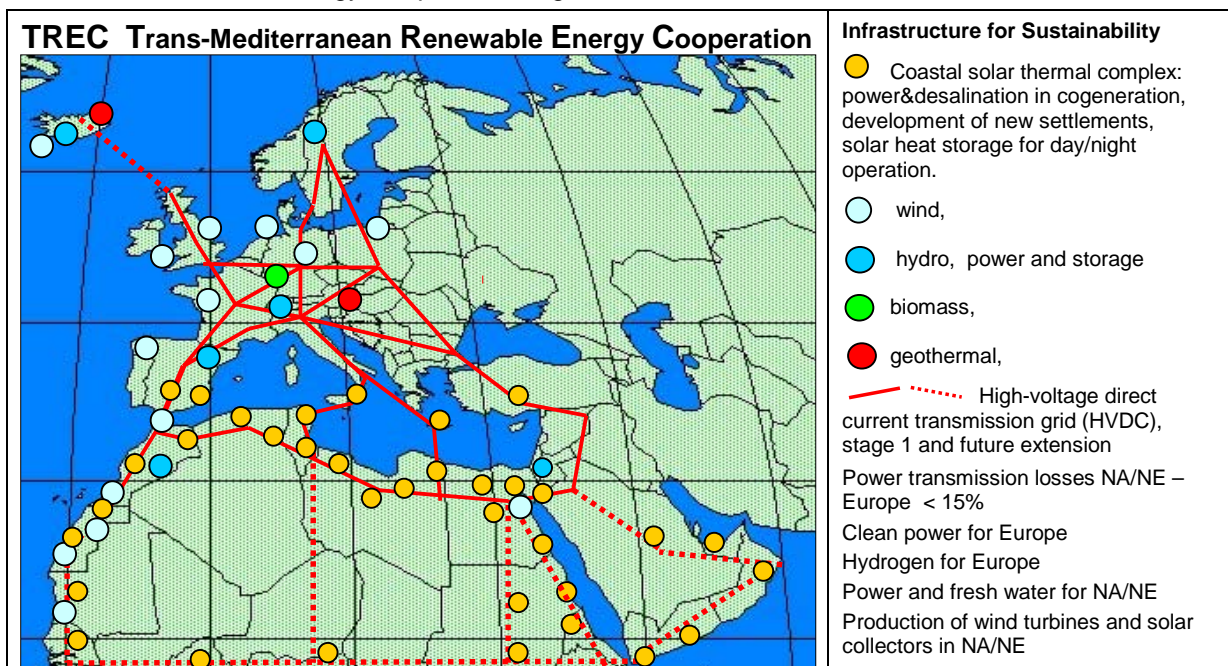 TREC Trans-Mediterranean Renewable Energy Cooperation
Infrastructure for Sustainability
Coastal solar thermal complex:
power&desalination in cogeneration,
development of new settlements,
solar heat storage for day/night
operation.
wind,
hydro, power and storage
biomass,
geothermal,
High-voltage direct
current transmission grid (HVDC),
stage 1 and future extension
Power transmission losses NA/NE –
Europe < 15%
Clean power for Europe
Hydrogen for Europe
Power and fresh water for NA/NE
Production of wind turbines and solar
collectors in NA/NE